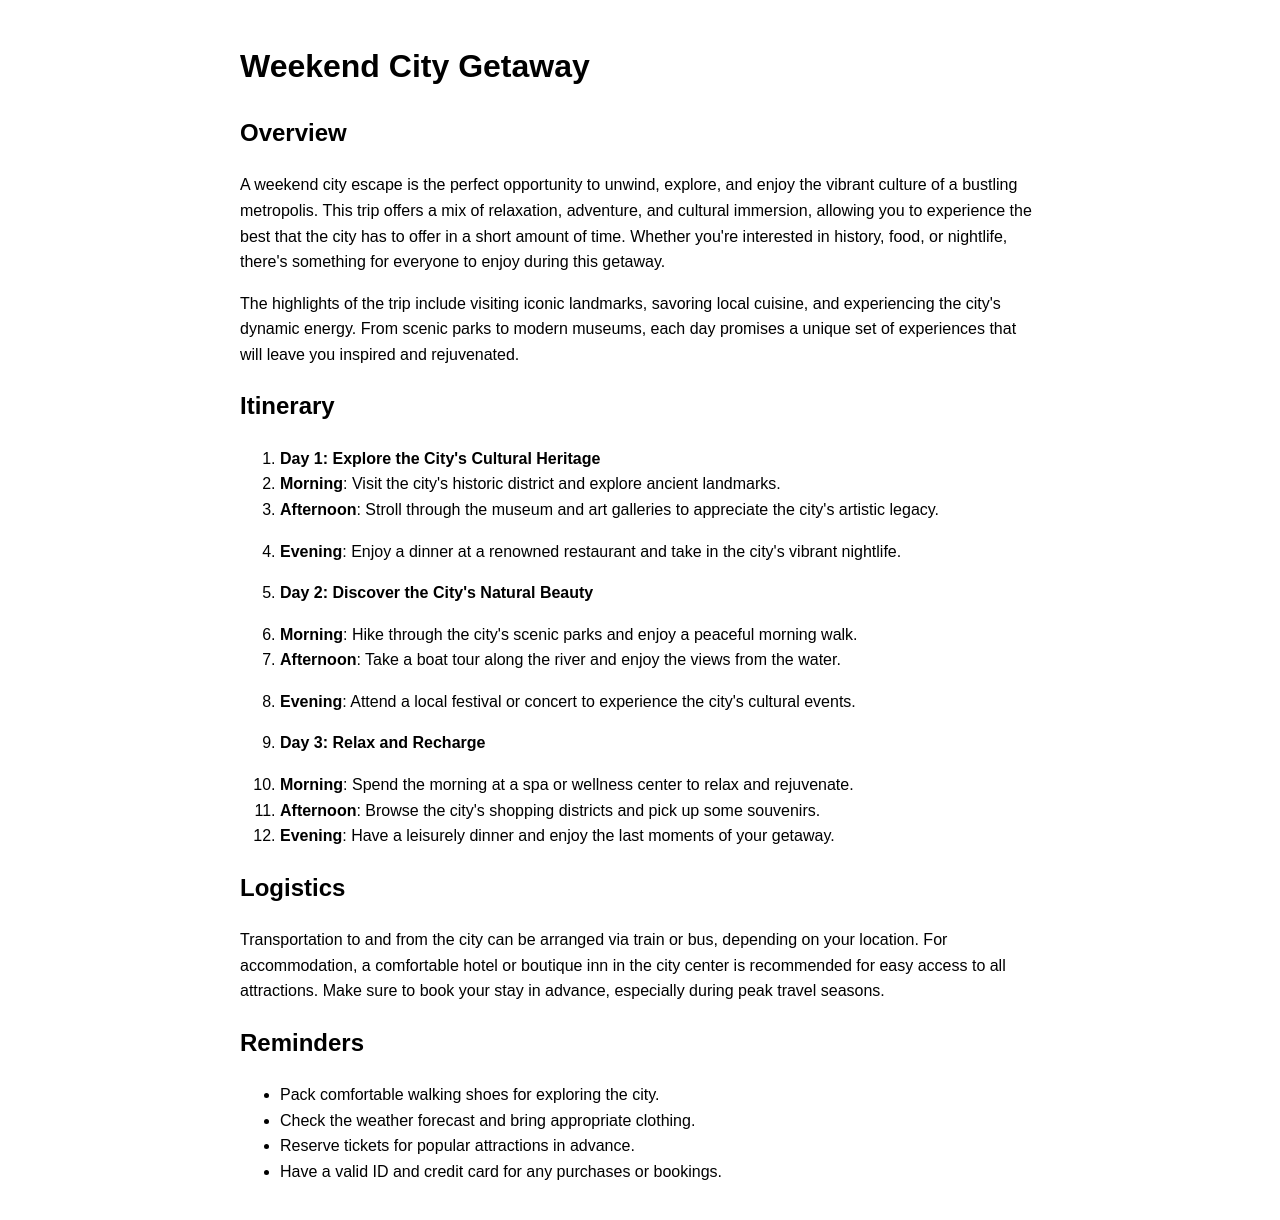 Weekend City Getaway
Overview
A weekend city escape is the perfect opportunity to unwind, explore, and enjoy the vibrant culture of a bustling
metropolis. This trip offers a mix of relaxation, adventure, and cultural immersion, allowing you to experience the
best that the city has to offer in a short amount of time. Whether you're interested in history, food, or nightlife,
there's something for everyone to enjoy during this getaway.
The highlights of the trip include visiting iconic landmarks, savoring local cuisine, and experiencing the city's
dynamic energy. From scenic parks to modern museums, each day promises a unique set of experiences that
will leave you inspired and rejuvenated.
Itinerary
1. Day 1: Explore the City's Cultural Heritage
2. Morning: Visit the city's historic district and explore ancient landmarks.
3. Afternoon: Stroll through the museum and art galleries to appreciate the city's artistic legacy.
4. Evening: Enjoy a dinner at a renowned restaurant and take in the city's vibrant nightlife.
5. Day 2: Discover the City's Natural Beauty
6. Morning: Hike through the city's scenic parks and enjoy a peaceful morning walk.
7. Afternoon: Take a boat tour along the river and enjoy the views from the water.
8. Evening: Attend a local festival or concert to experience the city's cultural events.
9. Day 3: Relax and Recharge
10. Morning: Spend the morning at a spa or wellness center to relax and rejuvenate.
11. Afternoon: Browse the city's shopping districts and pick up some souvenirs.
12. Evening: Have a leisurely dinner and enjoy the last moments of your getaway.
Logistics
Transportation to and from the city can be arranged via train or bus, depending on your location. For
accommodation, a comfortable hotel or boutique inn in the city center is recommended for easy access to all
attractions. Make sure to book your stay in advance, especially during peak travel seasons.
Reminders
• Pack comfortable walking shoes for exploring the city.
• Check the weather forecast and bring appropriate clothing.
• Reserve tickets for popular attractions in advance.
• Have a valid ID and credit card for any purchases or bookings.